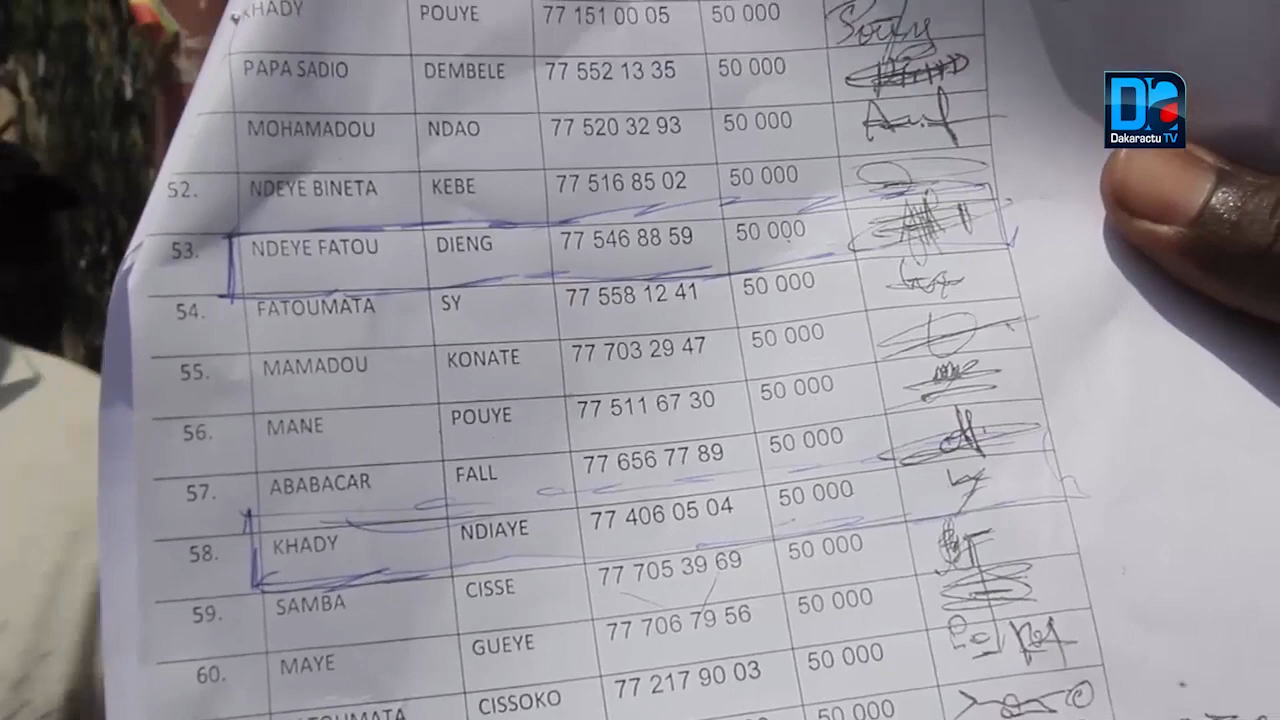 KHADY POUYE 77 151 00 05 50 000
PAPA SADIO DEMBELE 77 552 13 35 50 000
MOHAMADOU NDAO 77 520 32 93 50 000
52. NDEYE BINETA KEBE 77 516 85 02 50 000
53. NDEYE FATOU DIENG 77 546 88 59 50 000
54. FATOUMATA SY 77 558 12 41 50 000
55. MAMADOU KONATE 77 703 29 47 50 000
56. MANE POUYE 77 511 67 30 50 000
57. ABABACAR FALL 77 656 77 89 50 000
58. KHADY NDIAYE 77 406 05 04 50 000
59. SAMBA CISSE 77 705 39 69 50 000
60. MAYE GUEYE 77 706 79 56 50 000
FATOUMATA CISSOKO 77 217 90 03 50 000
50 000
Dakaractu TV